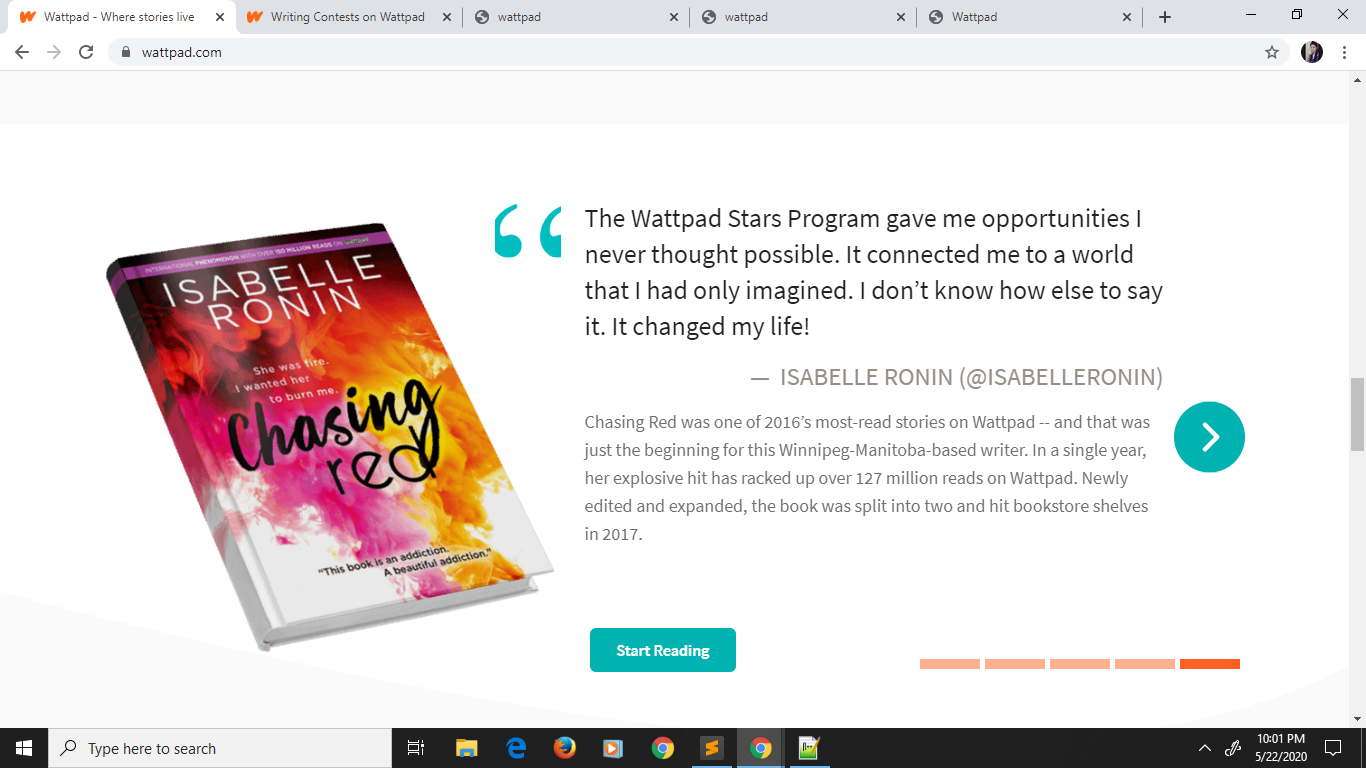 Wattpad - Where stories live
Writing Contests on Wattpad
wattpad
wattpad
Wattpad
wattpad.com
INTERNATIONAL PHENOMENON WITH OVER 150 MILLION READS ON WATTPAD
ISABELLE
RONIN
She was fire.
I wanted her
to burn me.
Chasing
red
"This book is an addiction.
A beautiful addiction."
“
The Wattpad Stars Program gave me opportunities I
never thought possible. It connected me to a world
that I had only imagined. I don’t know how else to say
it. It changed my life!
— ISABELLE RONIN (@ISABELLERONIN)
Chasing Red was one of 2016’s most-read stories on Wattpad -- and that was
just the beginning for this Winnipeg-Manitoba-based writer. In a single year,
her explosive hit has racked up over 127 million reads on Wattpad. Newly
edited and expanded, the book was split into two and hit bookstore shelves
in 2017.
Start Reading
Type here to search
10:01 PM
5/22/2020